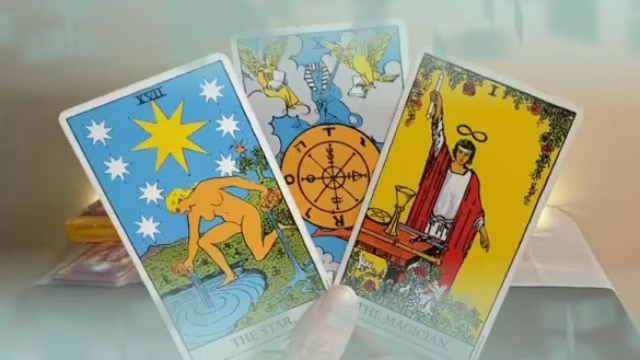 XVII
THE STAR.
X
I
THE MAGICIAN.